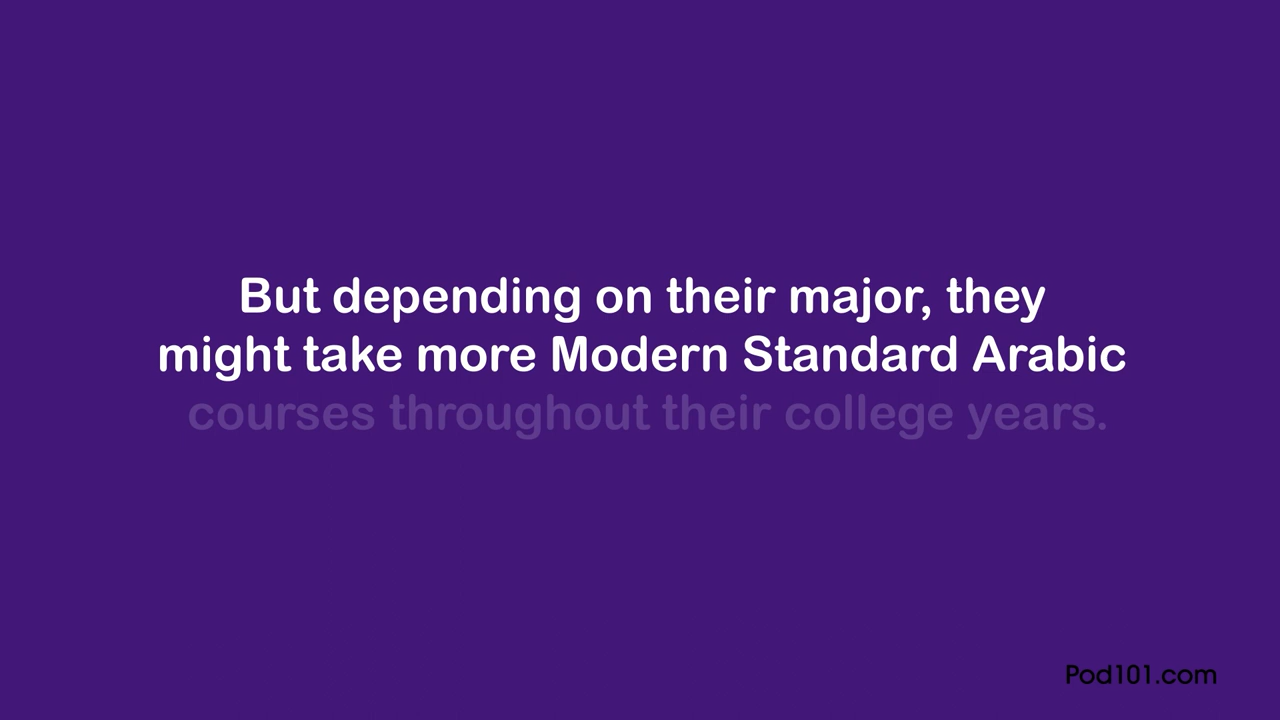 But depending on their major, they
might take more Modern Standard Arabic
courses throughout their college years.
Pod101.com